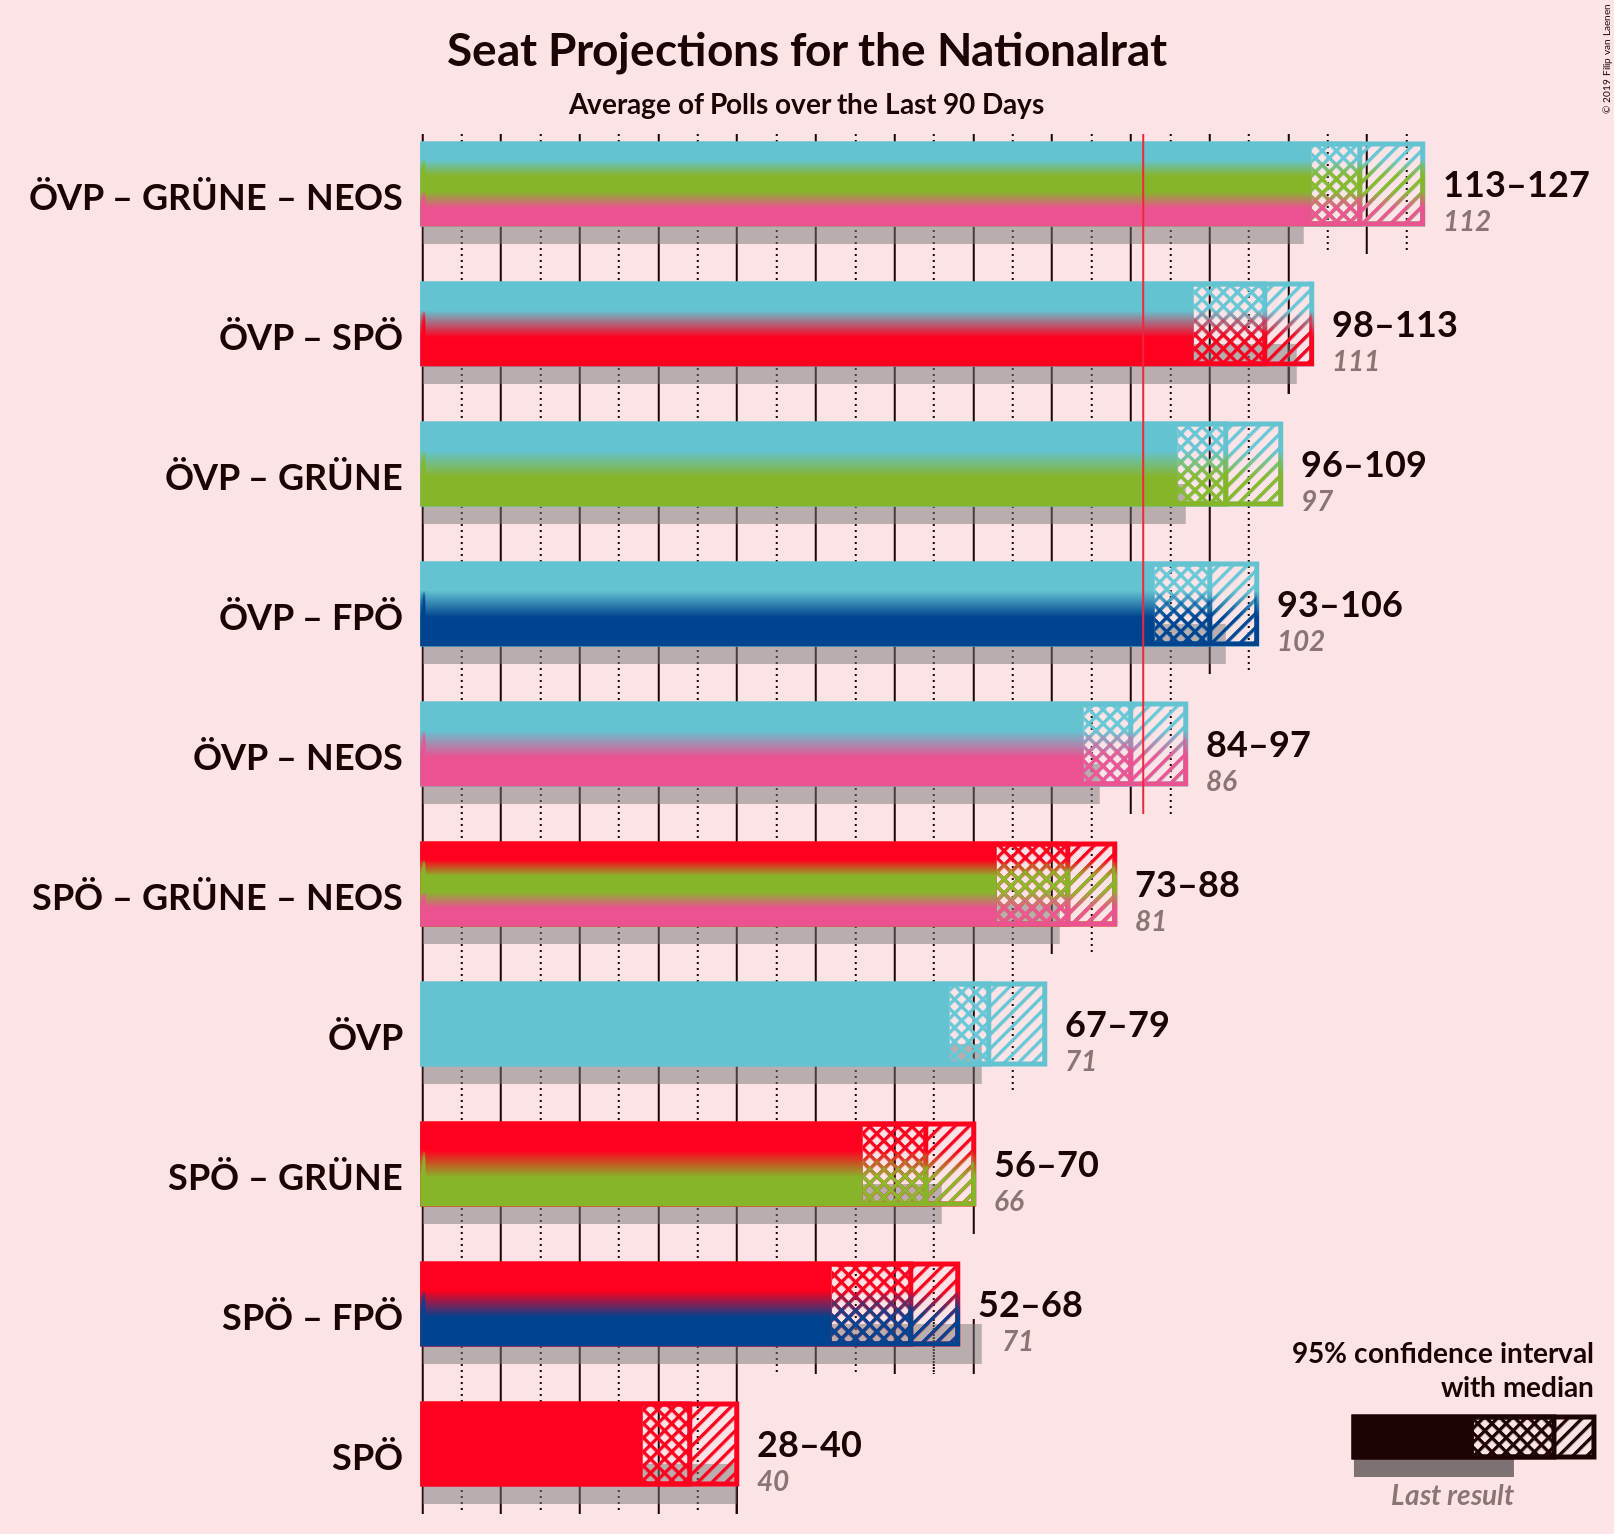 Seat Projections for the Nationalrat
Average of Polls over the Last 90 Days
© 2019 Filip van Laenen
ÖVP – GRÜNE – NEOS
113–127
112
ÖVP – SPÖ
98–113
111
ÖVP – GRÜNE
96–109
97
ÖVP – FPÖ
93–106
102
ÖVP – NEOS
84–97
86
SPÖ – GRÜNE – NEOS
73–88
81
ÖVP
67–79
71
SPÖ – GRÜNE
56–70
66
SPÖ – FPÖ
52–68
71
SPÖ
28–40
40
95% confidence interval
with median
Last result